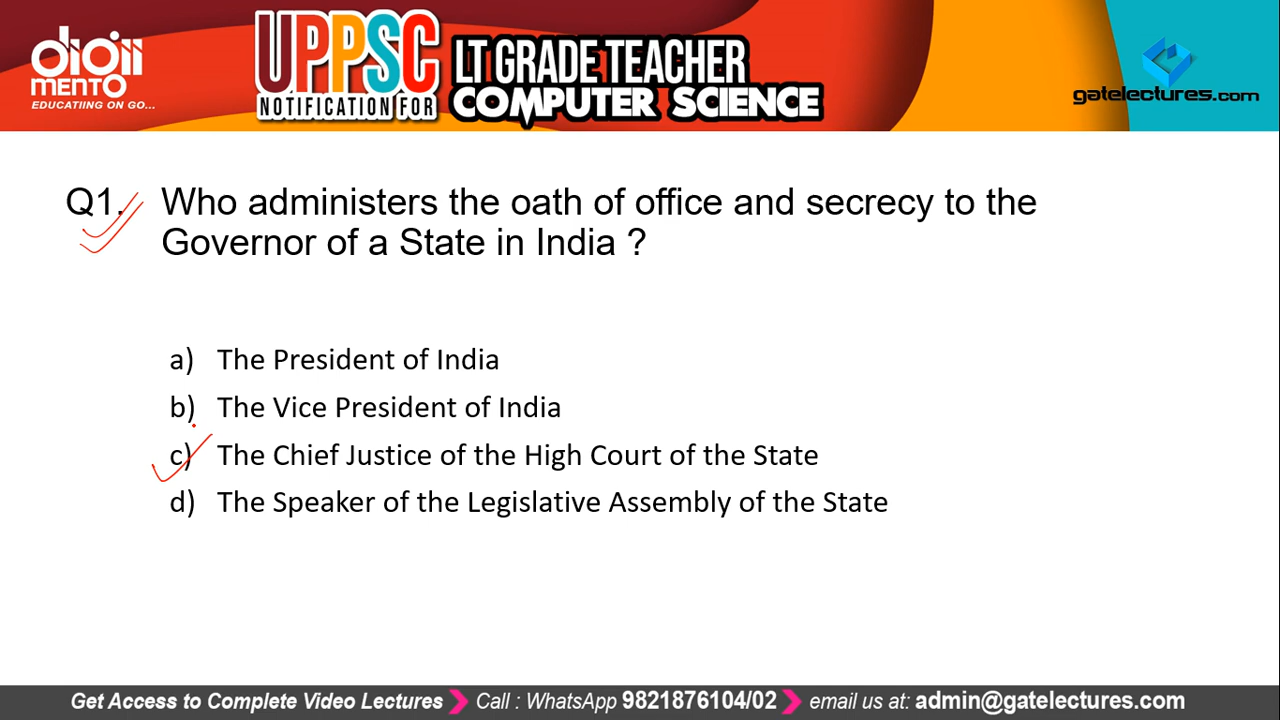 digii
MENTO
EDUCATIING ON GO...
UPPSC
NOTIFICATION FOR
LT GRADE TEACHER
COMPUTER SCIENCE
gatelectures.com
Q1. Who administers the oath of office and secrecy to the
Governor of a State in India ?
a) The President of India
b) The Vice President of India
c) The Chief Justice of the High Court of the State
d) The Speaker of the Legislative Assembly of the State
Get Access to Complete Video Lectures Call : WhatsApp 9821876104/02 email us at: admin@gatelectures.com